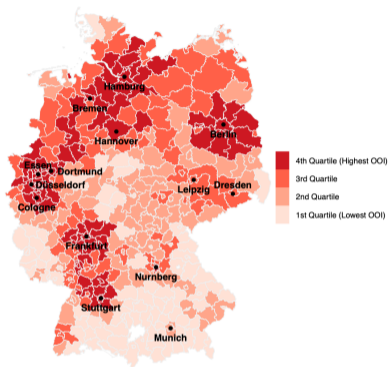 Hamburg
Bremen
Berlin
Hannover
4th Quartile (Highest OOI)
Essen
Dortmund
3rd Quartile
Düsseldorf
Leipzig
Dresden
2nd Quartile
Cologne
1st Quartile (Lowest OOI)
Frankfurt
Nurnberg
Stuttgart
Munich